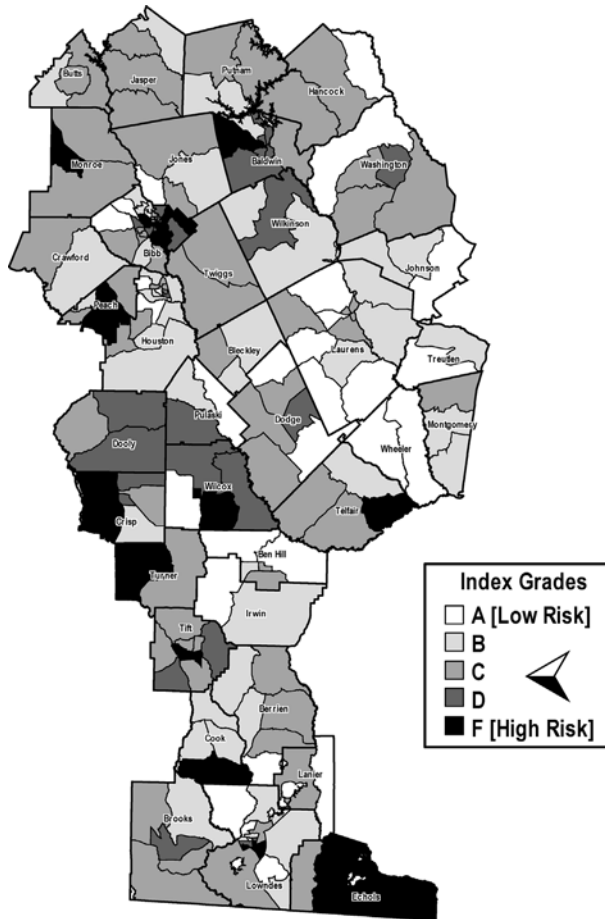 Butts
Jasper
Putnam
Hancock
Monroe
Jones
Baldwin
Washington
Wilkinson
Crawford
Bibb
Twiggs
Johnson
Peach
Houston
Bleckley
Laurens
Treutlen
Pulaski
Dodge
Montgomery
Dooly
Wheeler
Wilcox
Telfair
Crisp
Turner
Ben Hill
Irwin
Tift
Berrien
Cook
Lanier
Brooks
Lowndes
Echols
Index Grades
A [Low Risk]
B
C
D
F [High Risk]